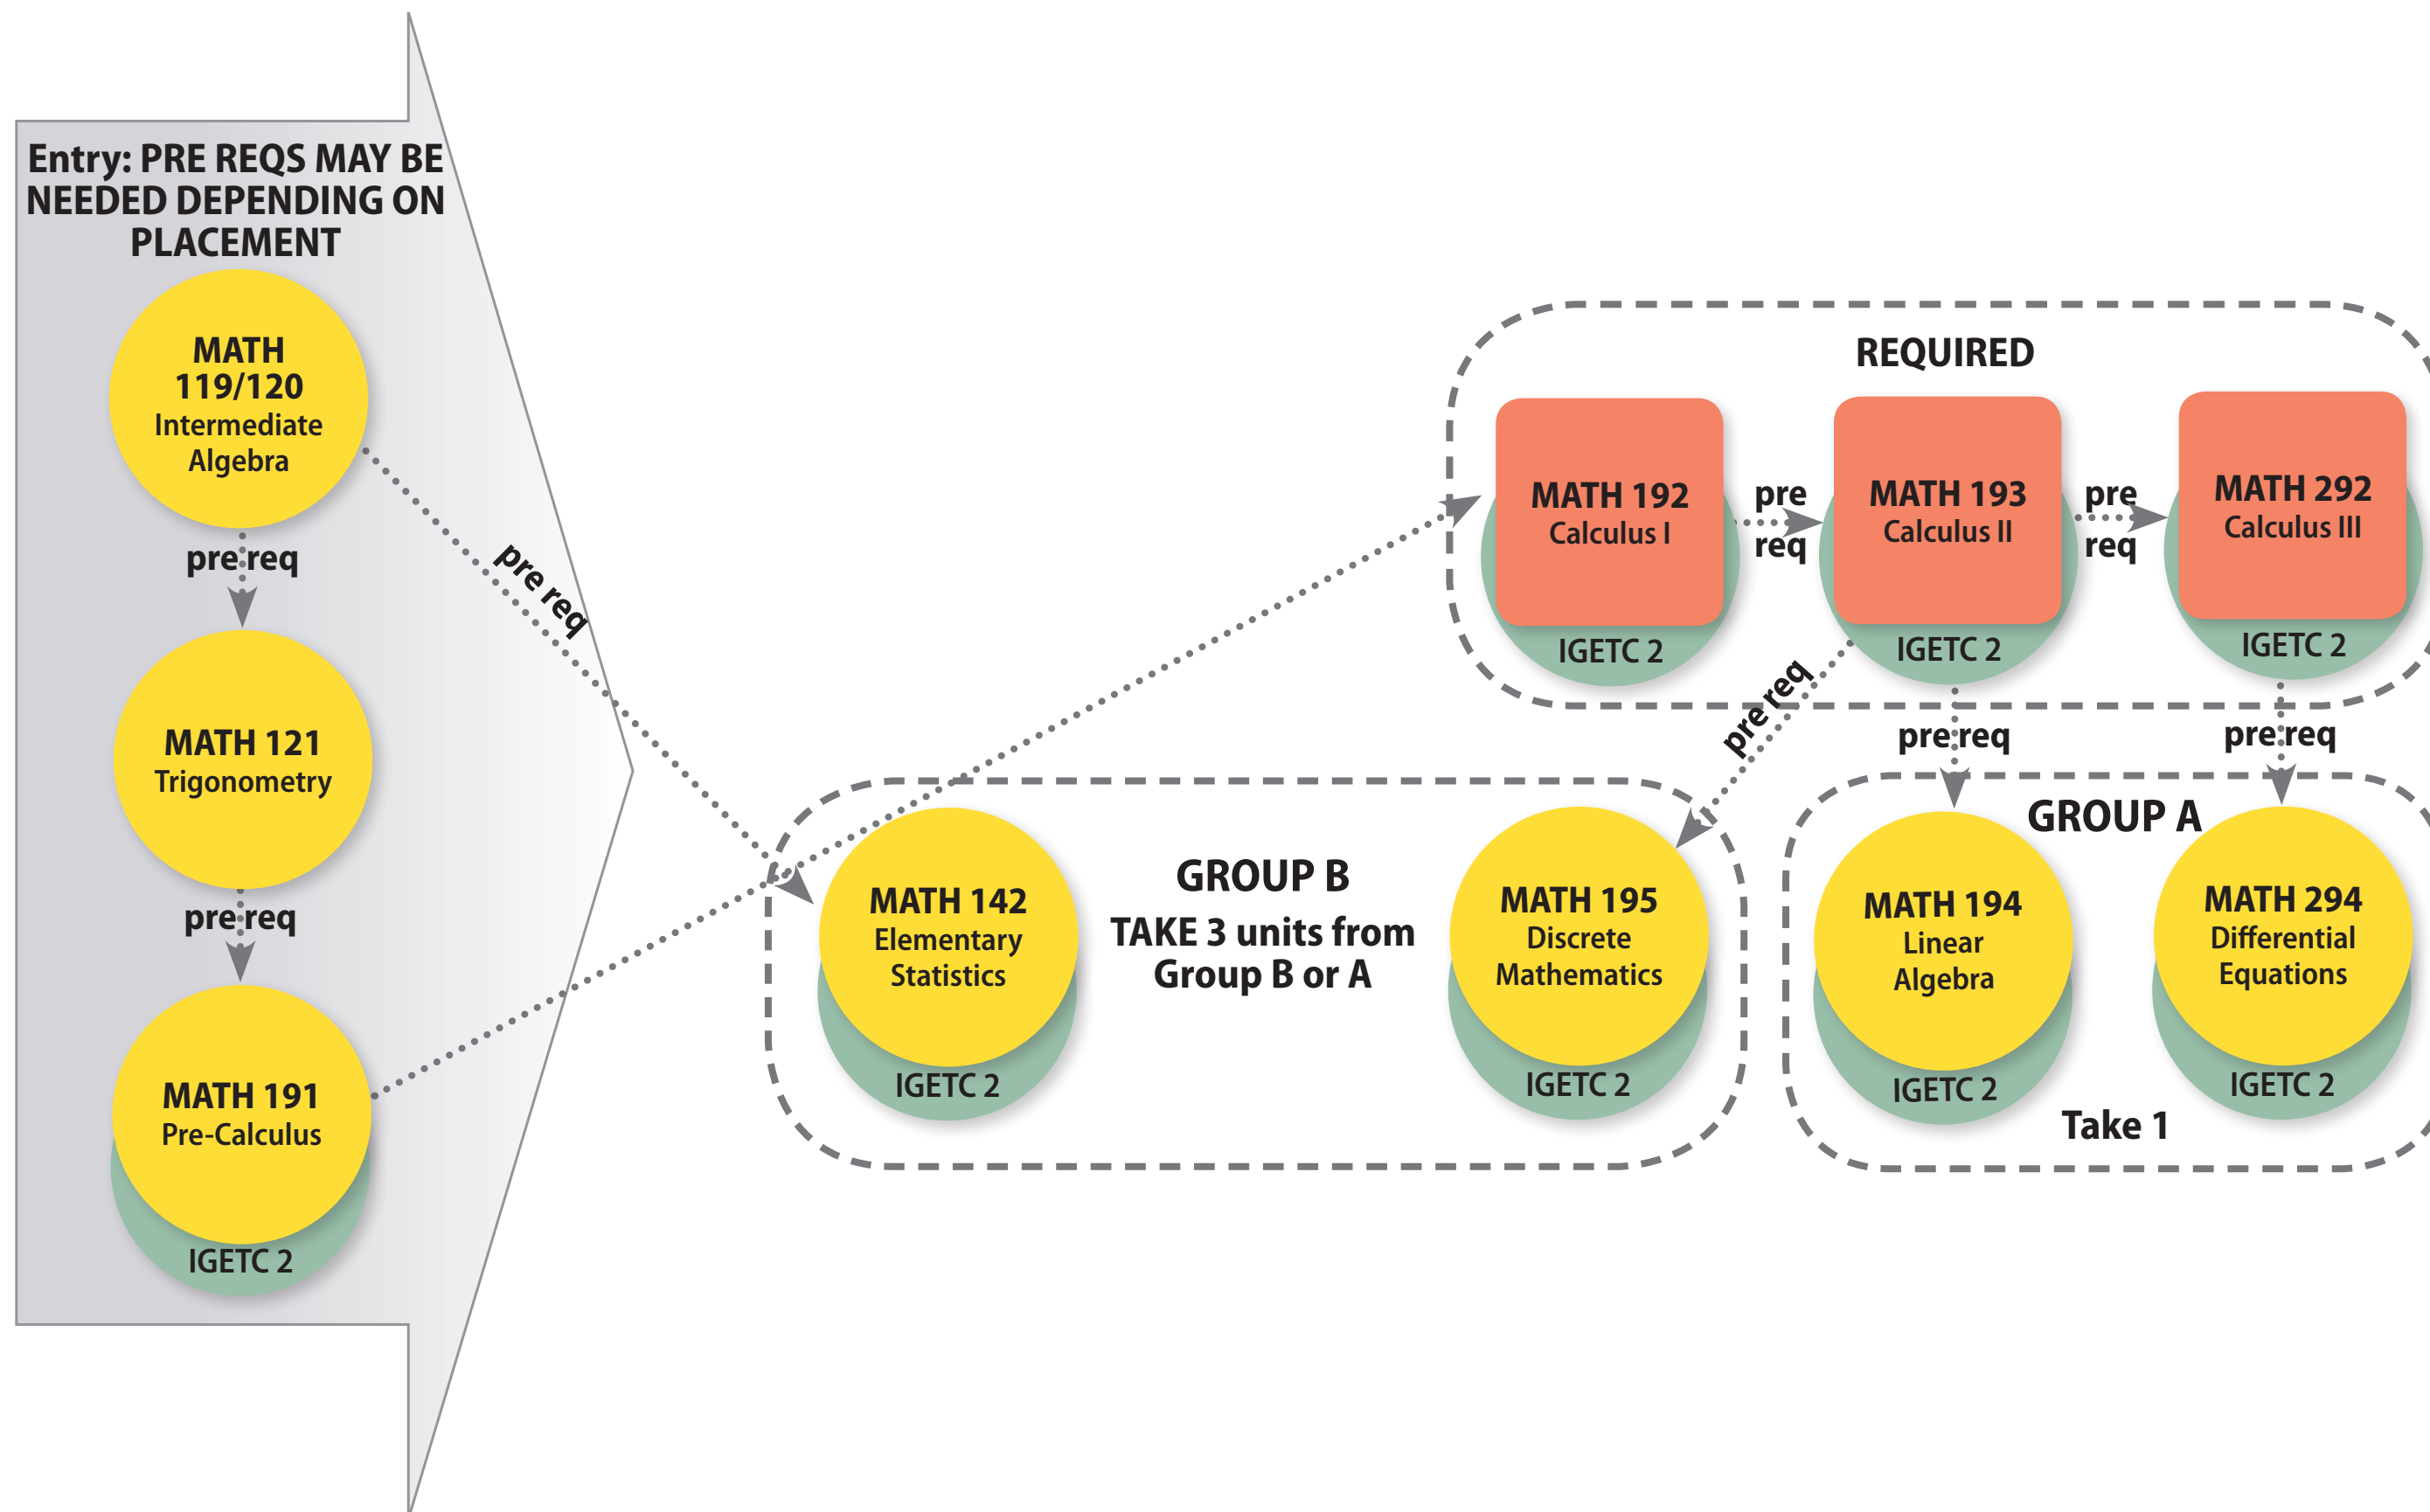 Entry: PRE REQS MAY BE
NEEDED DEPENDING ON
PLACEMENT
MATH
119/120
Intermediate
Algebra
pre req
MATH 121
Trigonometry
pre req
MATH 191
Pre-Calculus
IGETC 2
pre req
REQUIRED
MATH 192
Calculus I
IGETC 2
pre
req
MATH 193
Calculus II
IGETC 2
pre
req
MATH 292
Calculus III
IGETC 2
pre req
pre req
pre req
MATH 142
Elementary
Statistics
IGETC 2
GROUP B
TAKE 3 units from
Group B or A
MATH 195
Discrete
Mathematics
IGETC 2
GROUP A
MATH 194
Linear
Algebra
IGETC 2
MATH 294
Differential
Equations
IGETC 2
Take 1